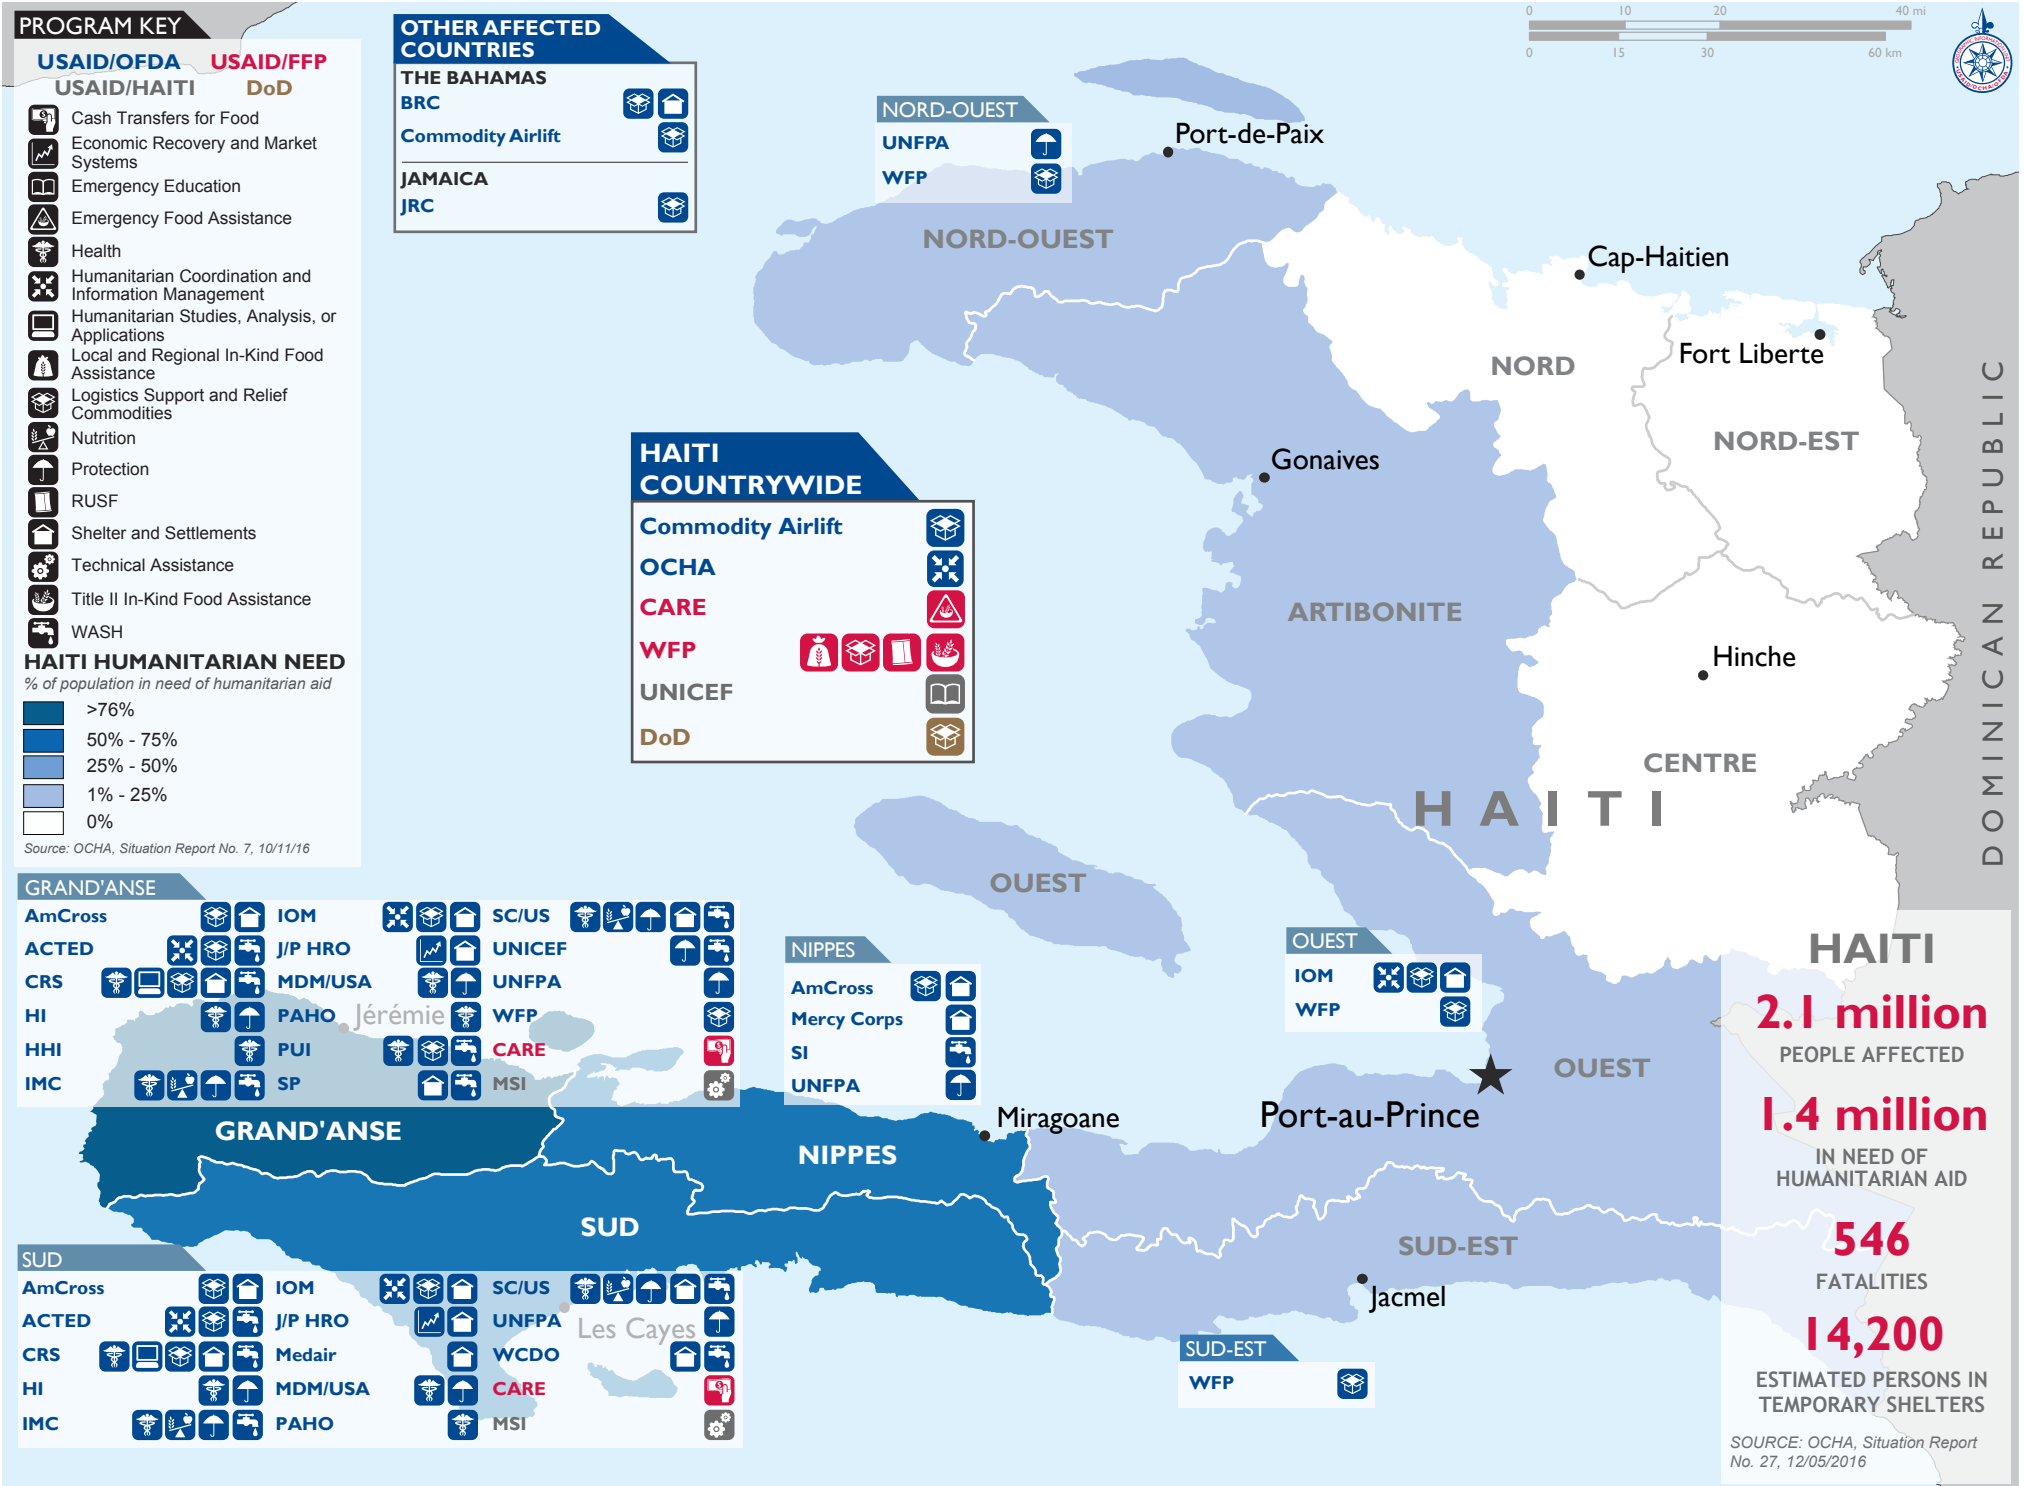 PROGRAM KEY
USAID/OFDA USAID/FFP
USAID/HAITI DoD
Cash Transfers for Food
Economic Recovery and Market
Systems
Emergency Education
Emergency Food Assistance
Health
Humanitarian Coordination and
Information Management
Humanitarian Studies, Analysis, or
Applications
Local and Regional In-Kind Food
Assistance
Logistics Support and Relief
Commodities
Nutrition
Protection
RUSF
Shelter and Settlements
Technical Assistance
Title II In-Kind Food Assistance
WASH
HAITI HUMANITARIAN NEED
% of population in need of humanitarian aid
>76%
50% - 75%
25% - 50%
1% - 25%
0%
Source: OCHA, Situation Report No. 7, 10/11/16
OTHER AFFECTED
COUNTRIES
THE BAHAMAS
BRC
Commodity Airlift
JAMAICA
JRC
0 10 20 40 mi
0 15 30 60 km
NORD-OUEST
UNFPA
WFP
Port-de-Paix
NORD-OUEST
Cap-Haitien
Fort Liberte
NORD
NORD-EST
Gonaives
ARTIBONITE
Hinche
CENTRE
HAITI
DOMINICAN REPUBLIC
HAITI
COUNTRYWIDE
Commodity Airlift
OCHA
CARE
WFP
UNICEF
DoD
OUEST
GRAND'ANSE
AmCross IOM SC/US
ACTED J/P HRO UNICEF
CRS MDM/USA UNFPA
HI PAHO Jérémie WFP
HHI PUI CARE
IMC SP MSI
GRAND'ANSE
NIPPES
AmCross
Mercy Corps
SI
UNFPA
Miragoane
NIPPES
OUEST
IOM
WFP
OUEST
Port-au-Prince
SUD
SUD-EST
Jacmel
SUD
AmCross IOM SC/US
ACTED J/P HRO UNFPA Les Cayes
CRS Medair WCDO
HI MDM/USA CARE
IMC PAHO MSI
SUD-EST
WFP
HAITI
2.1 million
PEOPLE AFFECTED
1.4 million
IN NEED OF
HUMANITARIAN AID
546
FATALITIES
14,200
ESTIMATED PERSONS IN
TEMPORARY SHELTERS
SOURCE: OCHA, Situation Report
No. 27, 12/05/2016